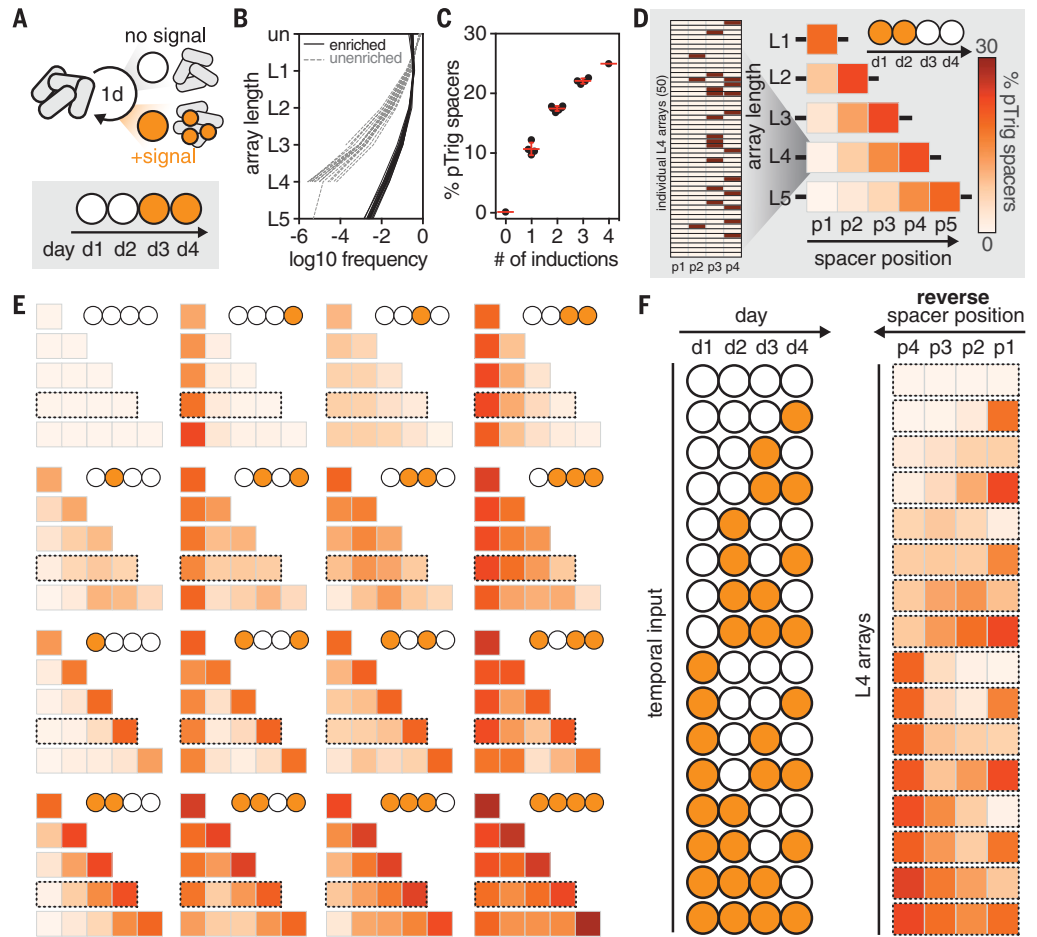 A
no signal
1d
+signal
day d1 d2 d3 d4
B
array length
un
L1
L2
L3
L4
L5
enriched
unenriched
-6 -4 -2 0
log10 frequency
C
% pTrig spacers
30
20
10
0
0 1 2 3 4
# of inductions
D
individual L4 arrays (50)
p1 p2 p3 p4
array length
L1
L2
L3
L4
L5
d1 d2 d3 d4
p1 p2 p3 p4 p5
spacer position
30
% pTrig spacers
0
E
F
day
d1 d2 d3 d4
temporal input
reverse
spacer position
p4 p3 p2 p1
L4 arrays